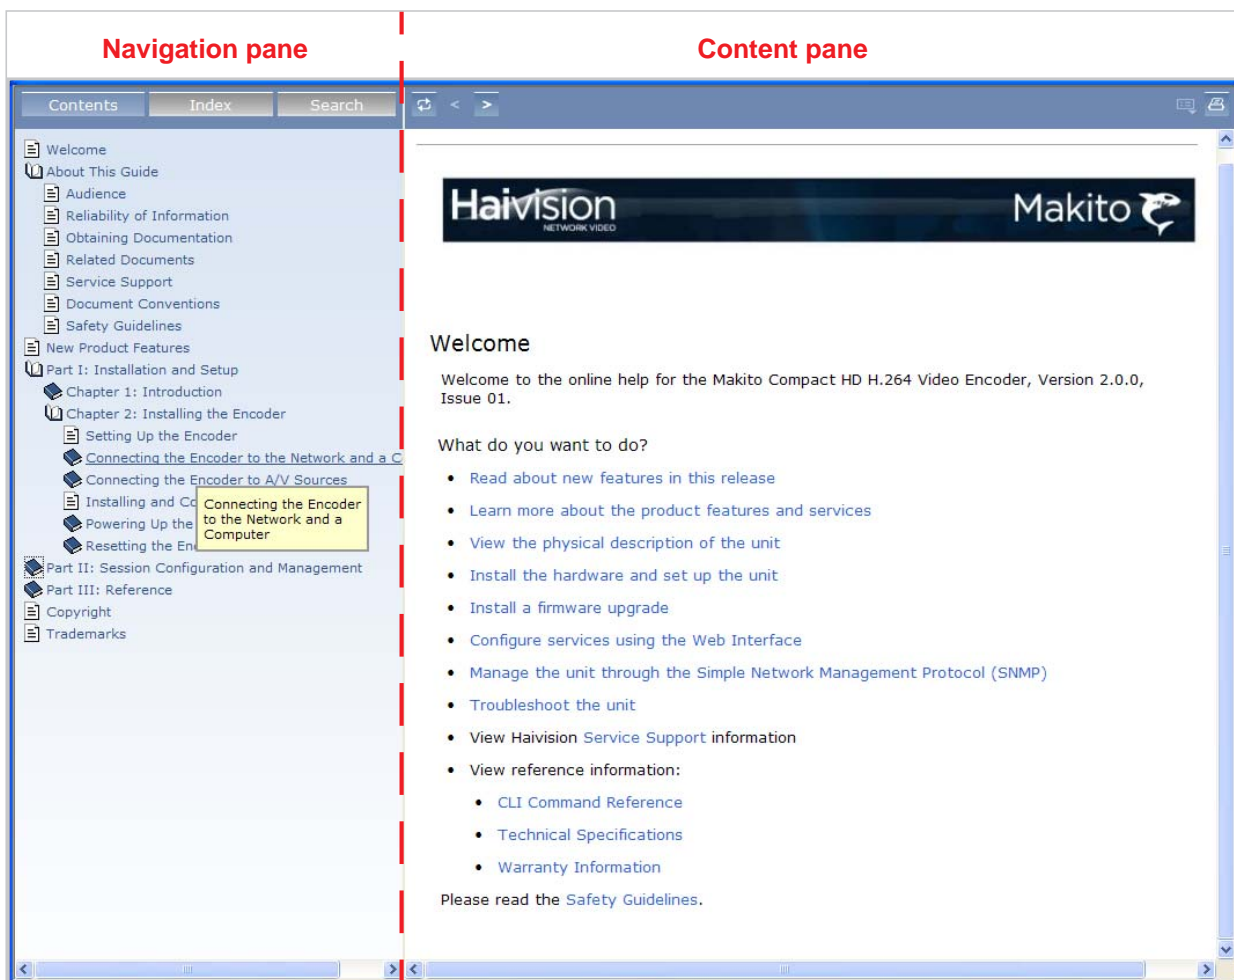 Navigation pane
Content pane
Contents
Index
Search
< >
Welcome
About This Guide
Audience
Reliability of Information
Obtaining Documentation
Related Documents
Service Support
Document Conventions
Safety Guidelines
New Product Features
Part I: Installation and Setup
Chapter 1: Introduction
Chapter 2: Installing the Encoder
Setting Up the Encoder
Connecting the Encoder to the Network and a C
Connecting the Encoder to A/V Sources
Installing and Co
Powering Up the
Resetting the En
Connecting the Encoder
to the Network and a
Computer
Part II: Session Configuration and Management
Part III: Reference
Copyright
Trademarks
Haivision
NETWORK VIDEO
Makito
Welcome
Welcome to the online help for the Makito Compact HD H.264 Video Encoder, Version 2.0.0,
Issue 01.
What do you want to do?
• Read about new features in this release
• Learn more about the product features and services
• View the physical description of the unit
• Install the hardware and set up the unit
• Install a firmware upgrade
• Configure services using the Web Interface
• Manage the unit through the Simple Network Management Protocol (SNMP)
• Troubleshoot the unit
• View Haivision Service Support information
• View reference information:
• CLI Command Reference
• Technical Specifications
• Warranty Information
Please read the Safety Guidelines.